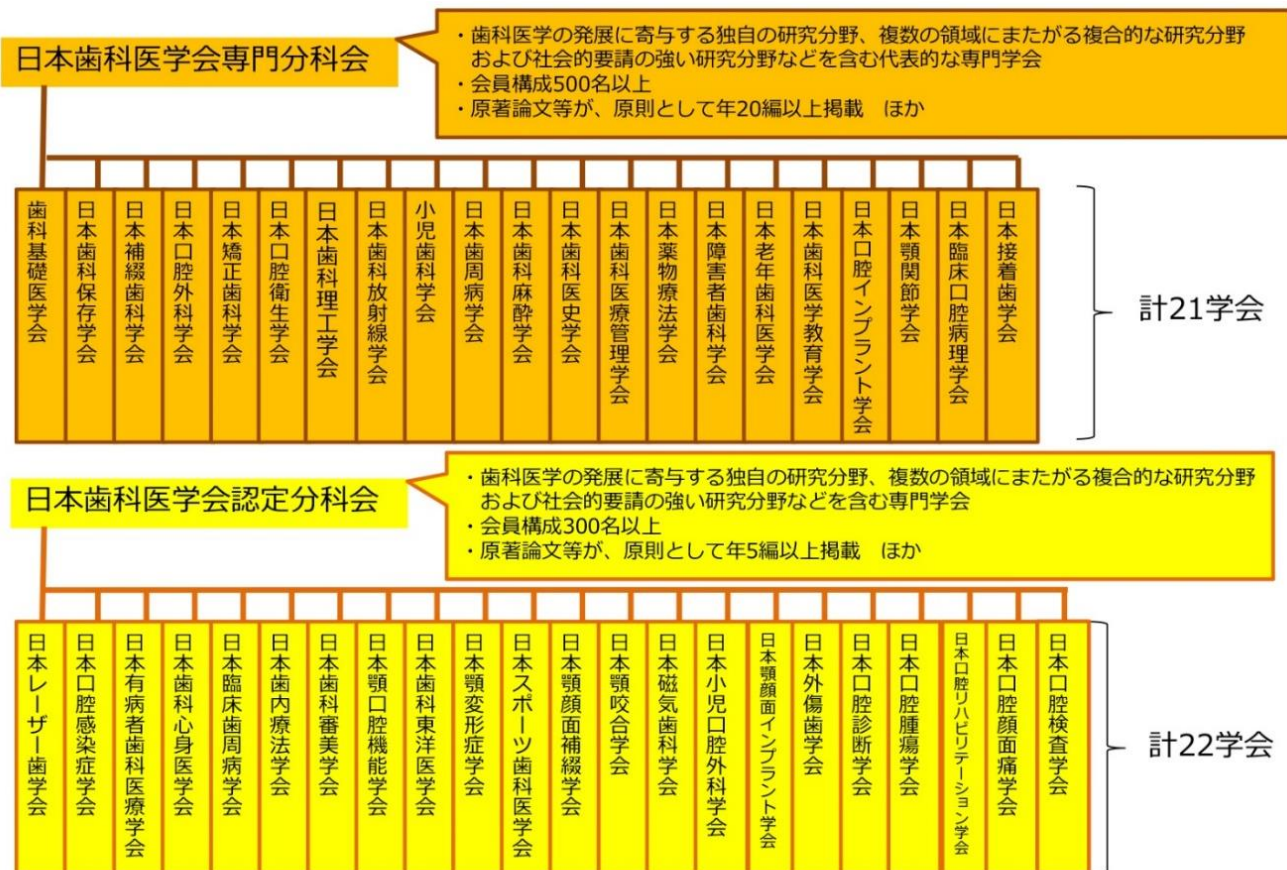 日本歯科医学会専門分科会
・歯科医学の発展に寄与する独自の研究分野、複数の領域にまたがる複合的な研究分野
および社会的要請の強い研究分野などを含む代表的な専門学会
・会員構成500名以上
・原著論文等が、原則として年20編以上掲載　ほか
歯科基礎医学会
日本歯科保存学会
日本補綴歯科学会
日本口腔外科学会
日本矯正歯科学会
日本口腔衛生学会
日本歯科理工学会
日本歯科放射線学会
小児歯科学会
日本歯周病学会
日本歯科麻酔学会
日本歯科医史学会
日本歯科医療管理学会
日本薬物療法学会
日本障害者歯科学会
日本老年歯科医学会
日本歯科医学教育学会
日本口腔インプラント学会
日本顎関節学会
日本臨床口腔病理学会
日本接着歯学会
計21学会
日本歯科医学会認定分科会
・歯科医学の発展に寄与する独自の研究分野、複数の領域にまたがる複合的な研究分野
および社会的要請の強い研究分野などを含む専門学会
・会員構成300名以上
・原著論文等が、原則として年5編以上掲載　ほか
日本レーザー歯学会
日本口腔感染症学会
日本有病者歯科医療学会
日本歯科心身医学会
日本臨床歯周病学会
日本歯内療法学会
日本歯科審美学会
日本顎口腔機能学会
日本歯科東洋医学会
日本顎変形症学会
日本スポーツ歯科医学会
日本顎顔面補綴学会
日本顎咬合学会
日本磁気歯科学会
日本小児口腔外科学会
日本顎顔面インプラント学会
日本外傷歯学会
日本口腔診断学会
日本口腔腫瘍学会
日本口腔リハビリテーション学会
日本口腔顔面痛学会
日本口腔検査学会
計22学会